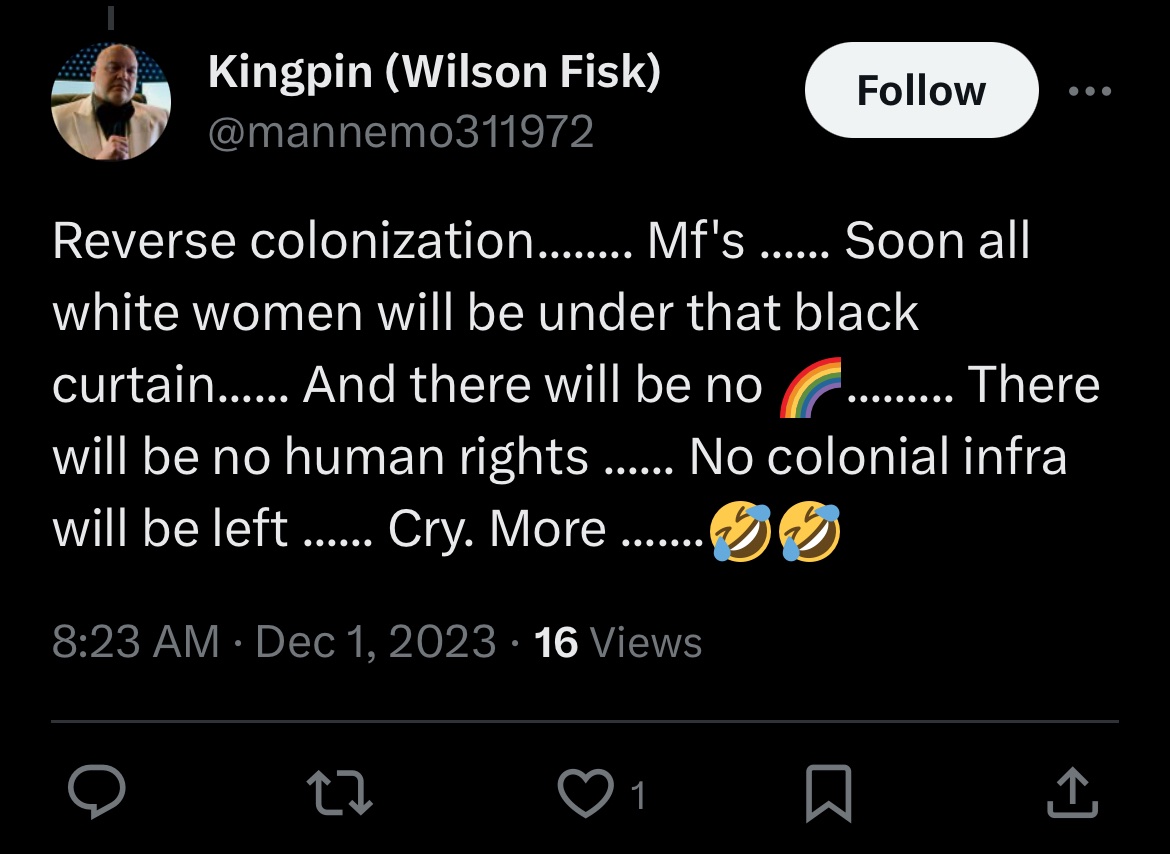 Kingpin (Wilson Fisk)
@mannemo311972
Follow
Reverse colonization........ Mf's ...... Soon all
white women will be under that black
curtain...... And there will be no 🌈......... There
will be no human rights ...... No colonial infra
will be left ...... Cry. More .......🤣🤣
8:23 AM · Dec 1, 2023 · 16 Views
1